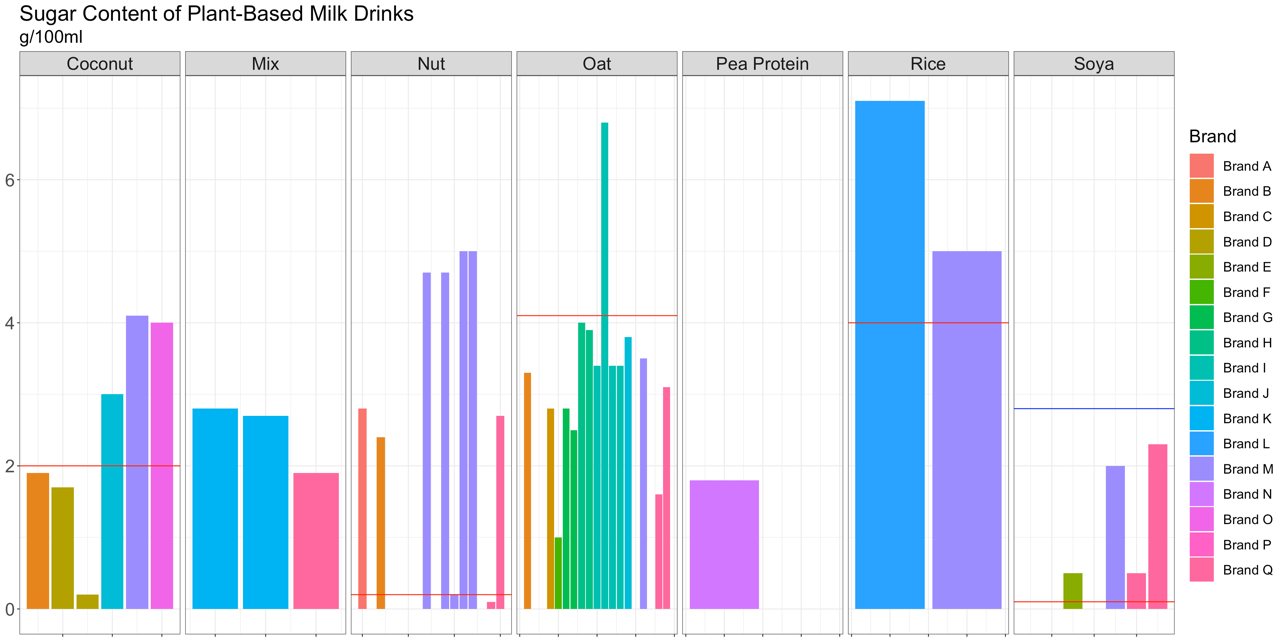 Sugar Content of Plant-Based Milk Drinks
g/100ml
Coconut
Mix
Nut
Oat
Pea Protein
Rice
Soya
6
4
2
0
Brand
Brand A
Brand B
Brand C
Brand D
Brand E
Brand F
Brand G
Brand H
Brand I
Brand J
Brand K
Brand L
Brand M
Brand N
Brand O
Brand P
Brand Q